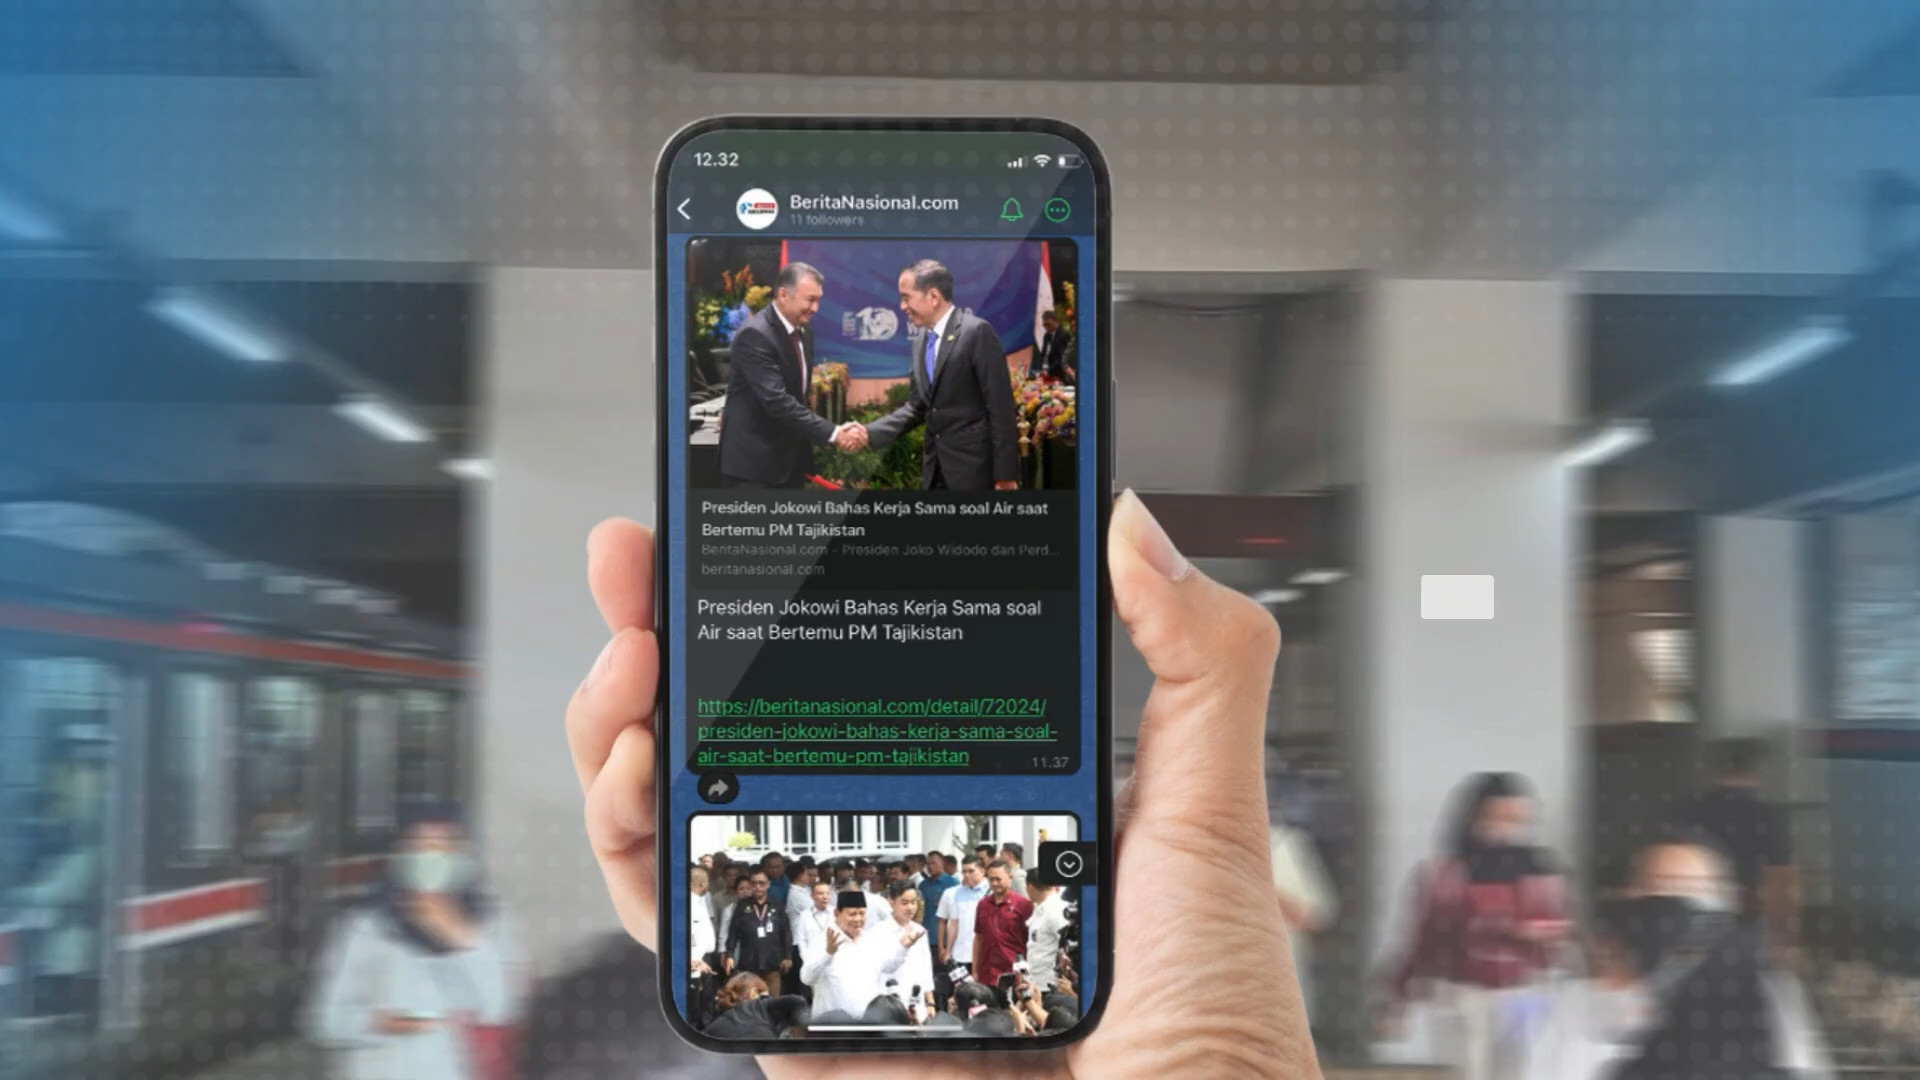 12.32
BeritaNasional.com
11 followers
10
Presiden Jokowi Bahas Kerja Sama soal Air saat
Bertemu PM Tajikistan
BeritaNasional.com - Presiden Joko Widodo dan Perd...
beritanasional.com
Presiden Jokowi Bahas Kerja Sama soal
Air saat Bertemu PM Tajikistan
https://beritanasional.com/detail/72024/
presiden-jokowi-bahas-kerja-sama-soal-
air-saat-bertemu-pm-tajikistan
11.37